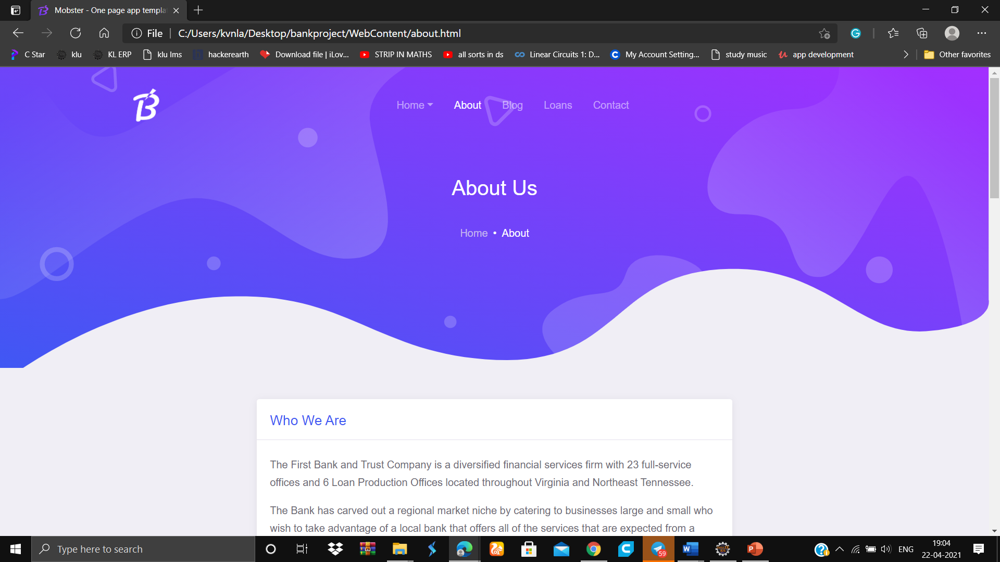 Mobster - One page app templa
File
C:/Users/kvnla/Desktop/bankproject/WebContent/about.html
C Star
klu
KL ERP
klu lms
hackerearth
Download file | iLov...
STRIP IN MATHS
all sorts in ds
Linear Circuits 1: D...
My Account Setting...
study music
app development
Other favorites
B
Home
About
Blog
Loans
Contact
About Us
Home • About
Who We Are
The First Bank and Trust Company is a diversified financial services firm with 23 full-service
offices and 6 Loan Production Offices located throughout Virginia and Northeast Tennessee.
The Bank has carved out a regional market niche by catering to businesses large and small who
wish to take advantage of a local bank that offers all of the services that are expected from a
Type here to search
59
ENG
19:04
22-04-2021